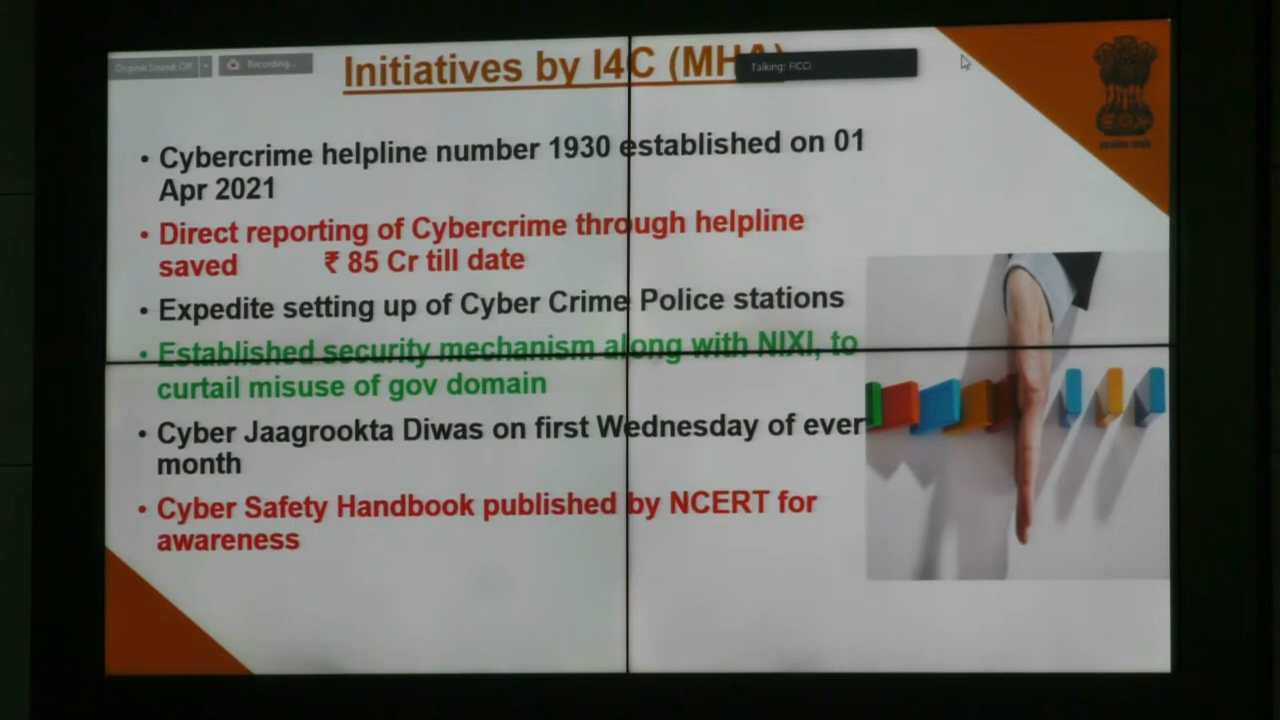 Original Sound: Off
Recording...
Initiatives by I4C (MHA)
Talking: FICCI
• Cybercrime helpline number 1930 established on 01
Apr 2021
• Direct reporting of Cybercrime through helpline
saved ₹ 85 Cr till date
• Expedite setting up of Cyber Crime Police stations
• Established security mechanism along with NIXI, to
curtail misuse of gov domain
• Cyber Jaagrookta Diwas on first Wednesday of ever
month
• Cyber Safety Handbook published by NCERT for
awareness